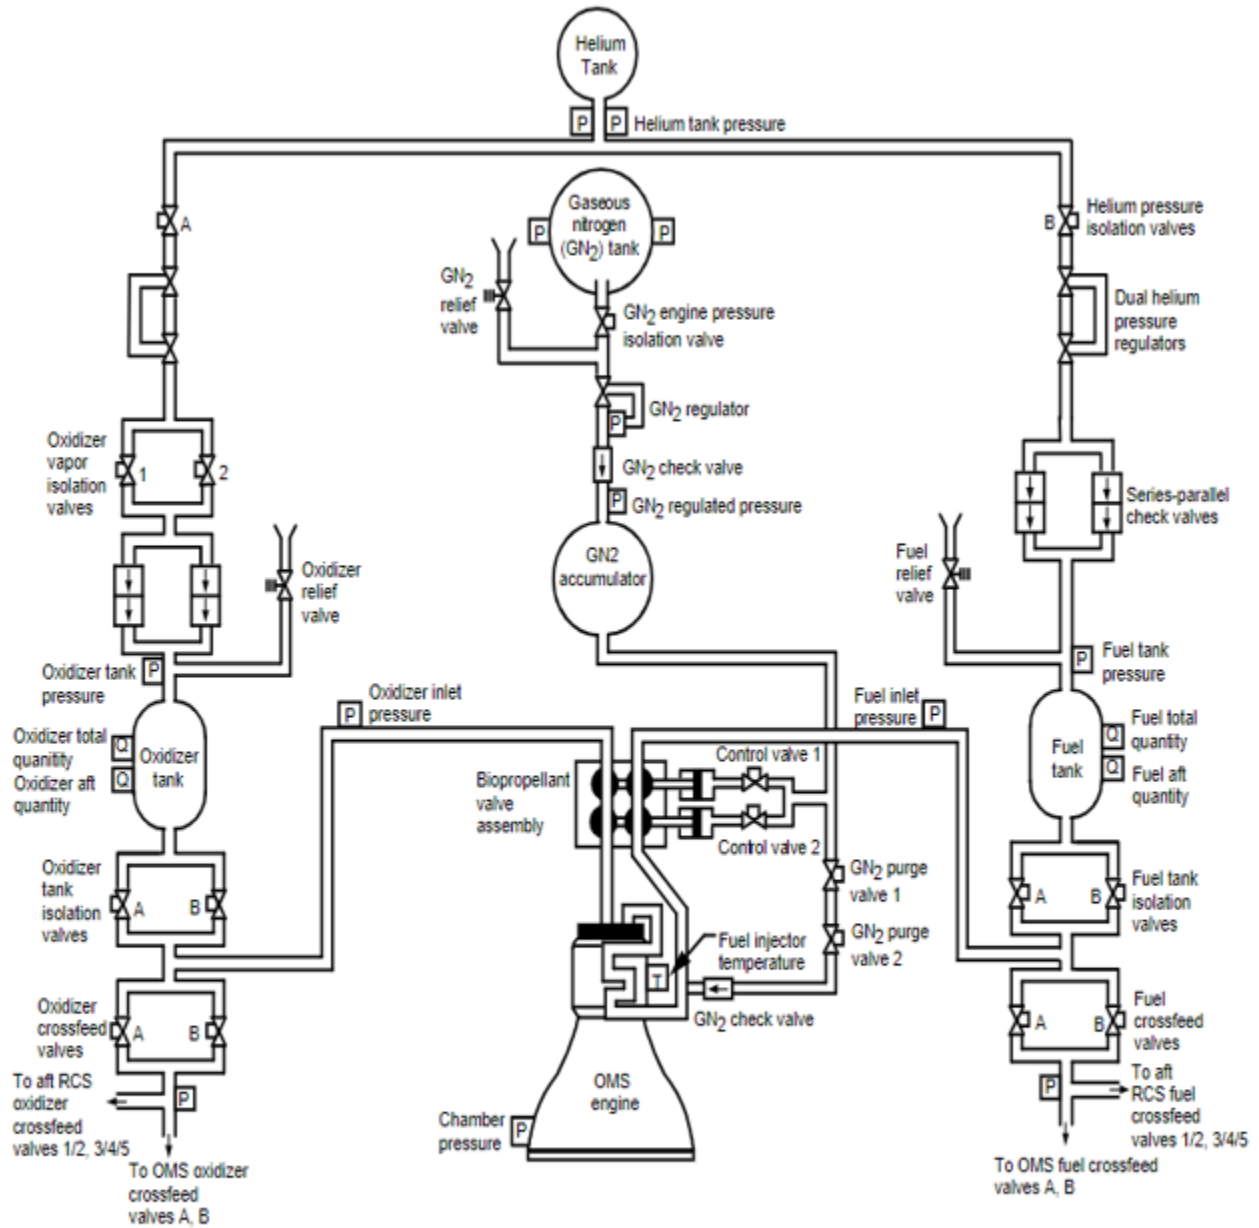 Helium
Tank
P
P
Helium tank pressure
A
B
Helium pressure
isolation valves
Gaseous
nitrogen
(GN2) tank
P
P
GN2
relief
valve
GN2 engine pressure
isolation valve
Dual helium
pressure
regulators
GN2 regulator
P
Oxidizer
vapor
isolation
valves
1
2
GN2 check valve
P
GN2 regulated pressure
Series-parallel
check valves
GN2
accumulator
Oxidizer
relief
valve
Fuel
relief
valve
Oxidizer tank
pressure
P
P
Fuel tank
pressure
Oxidizer inlet
pressure
P
Fuel inlet
pressure
P
Oxidizer total
quanitity
Q
Oxidizer aft
quantity
Q
Oxidizer
tank
Fuel
tank
Q
Fuel total
quantity
Q
Fuel aft
quantity
Biopropellant
valve
assembly
Control valve 1
Control valve 2
Oxidizer
tank
isolation
valves
A
B
GN2 purge
valve 1
GN2 purge
valve 2
A
B
Fuel tank
isolation
valves
Fuel injector
temperature
T
GN2 check valve
Oxidizer
crossfeed
valves
A
B
A
B
Fuel
crossfeed
valves
To aft RCS
oxidizer
crossfeed
valves 1/2, 3/4/5
P
To OMS oxidizer
crossfeed
valves A, B
OMS
engine
Chamber
pressure
P
P
To aft
RCS fuel
crossfeed
valves 1/2, 3/4/5
To OMS fuel crossfeed
valves A, B